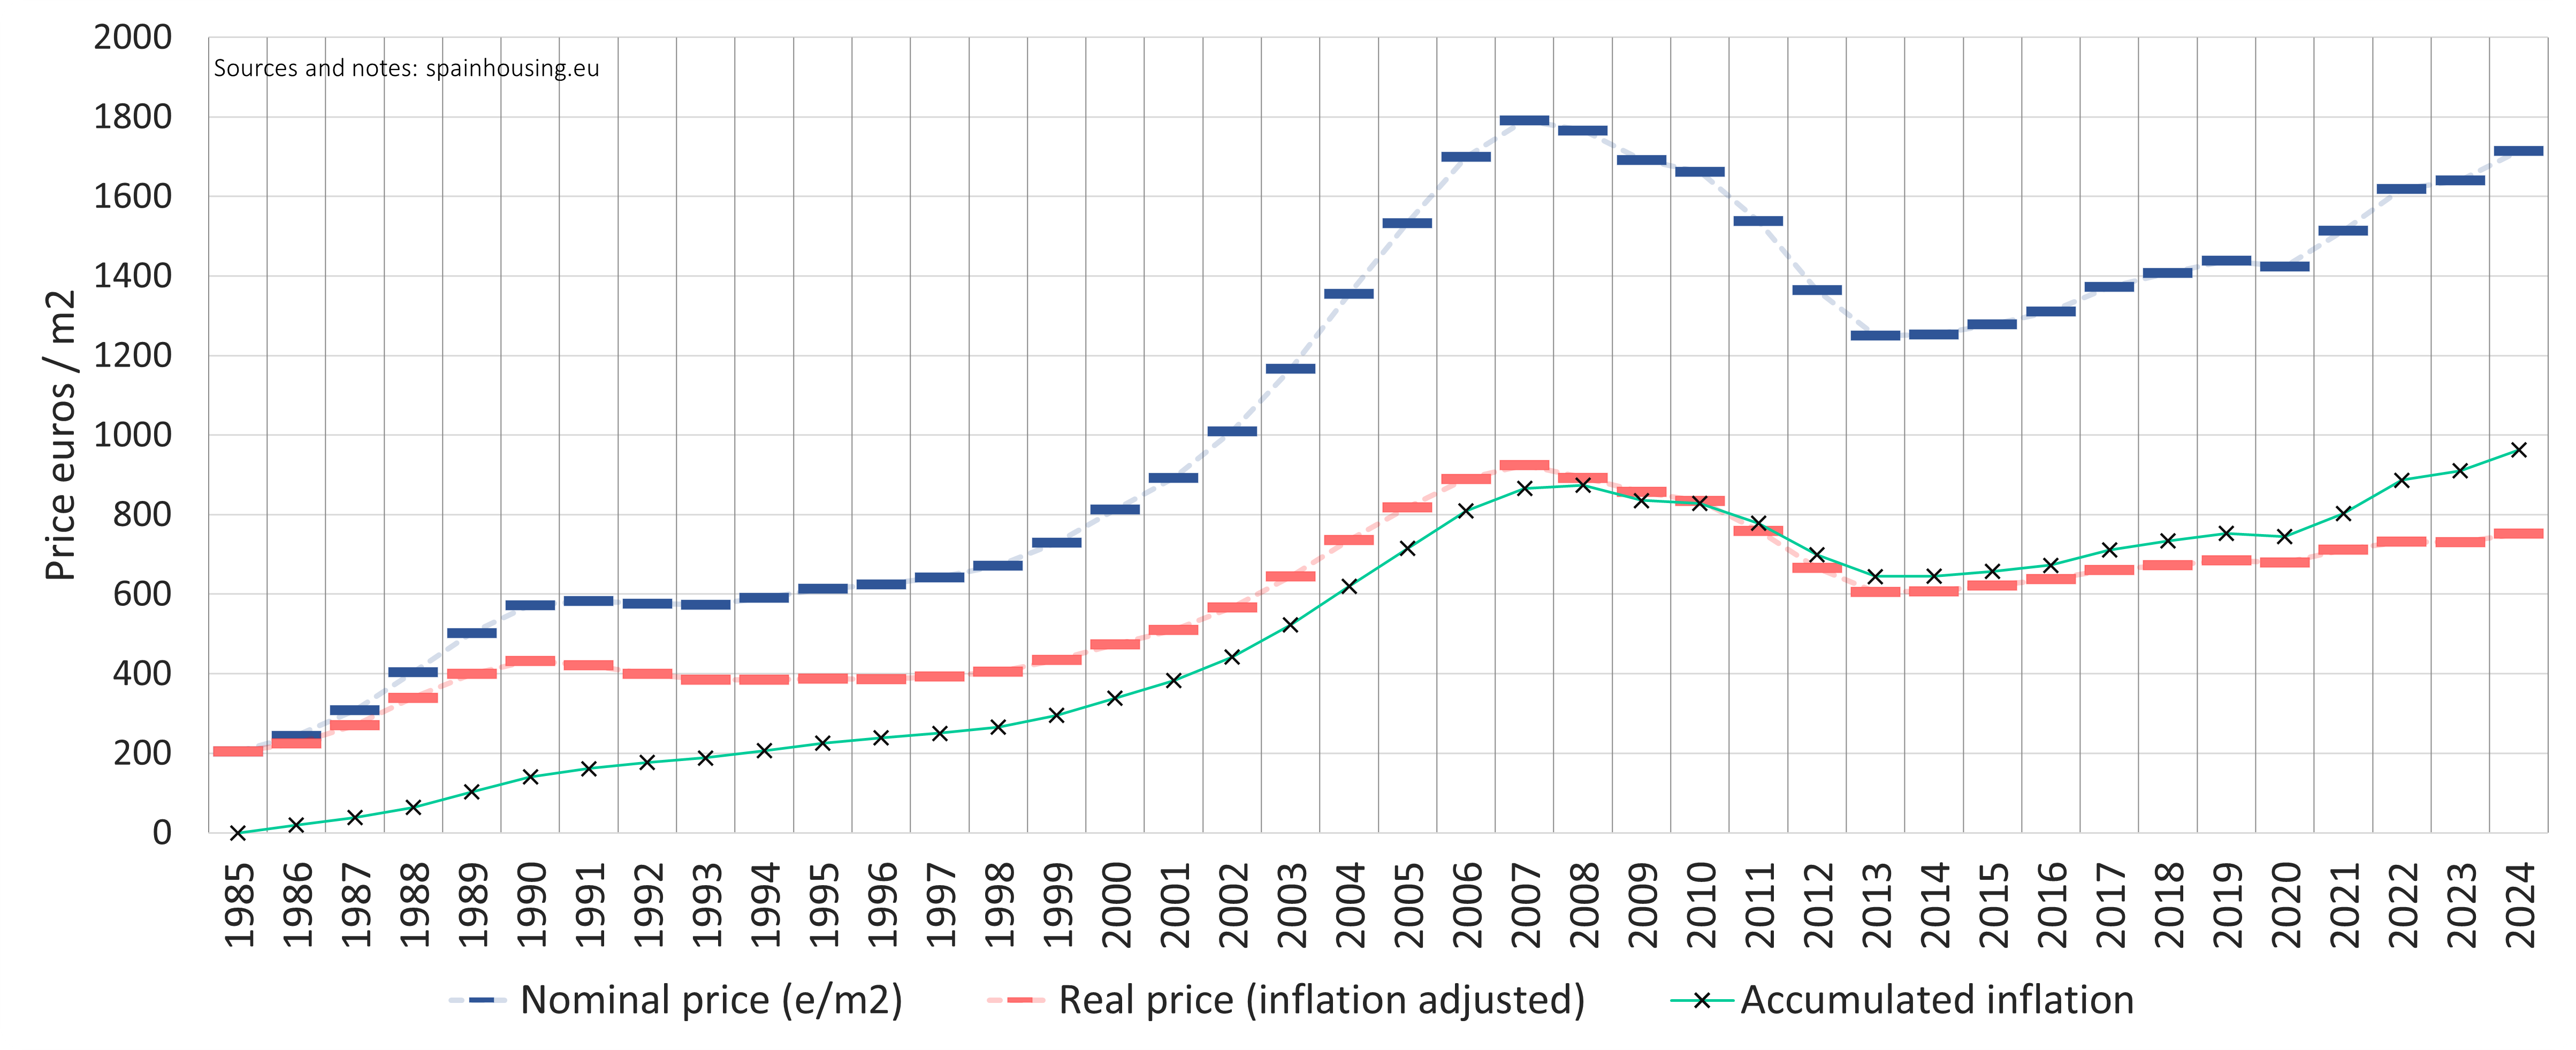 2000
Sources and notes: spainhousing.eu
1800
1600
1400
1200
1000
800
600
400
200
0
Price euros / m2
1985 1986 1987 1988 1989 1990 1991 1992 1993 1994 1995 1996 1997 1998 1999 2000 2001 2002 2003 2004 2005 2006 2007 2008 2009 2010 2011 2012 2013 2014 2015 2016 2017 2018 2019 2020 2021 2022 2023 2024
Nominal price (e/m2) Real price (inflation adjusted) Accumulated inflation